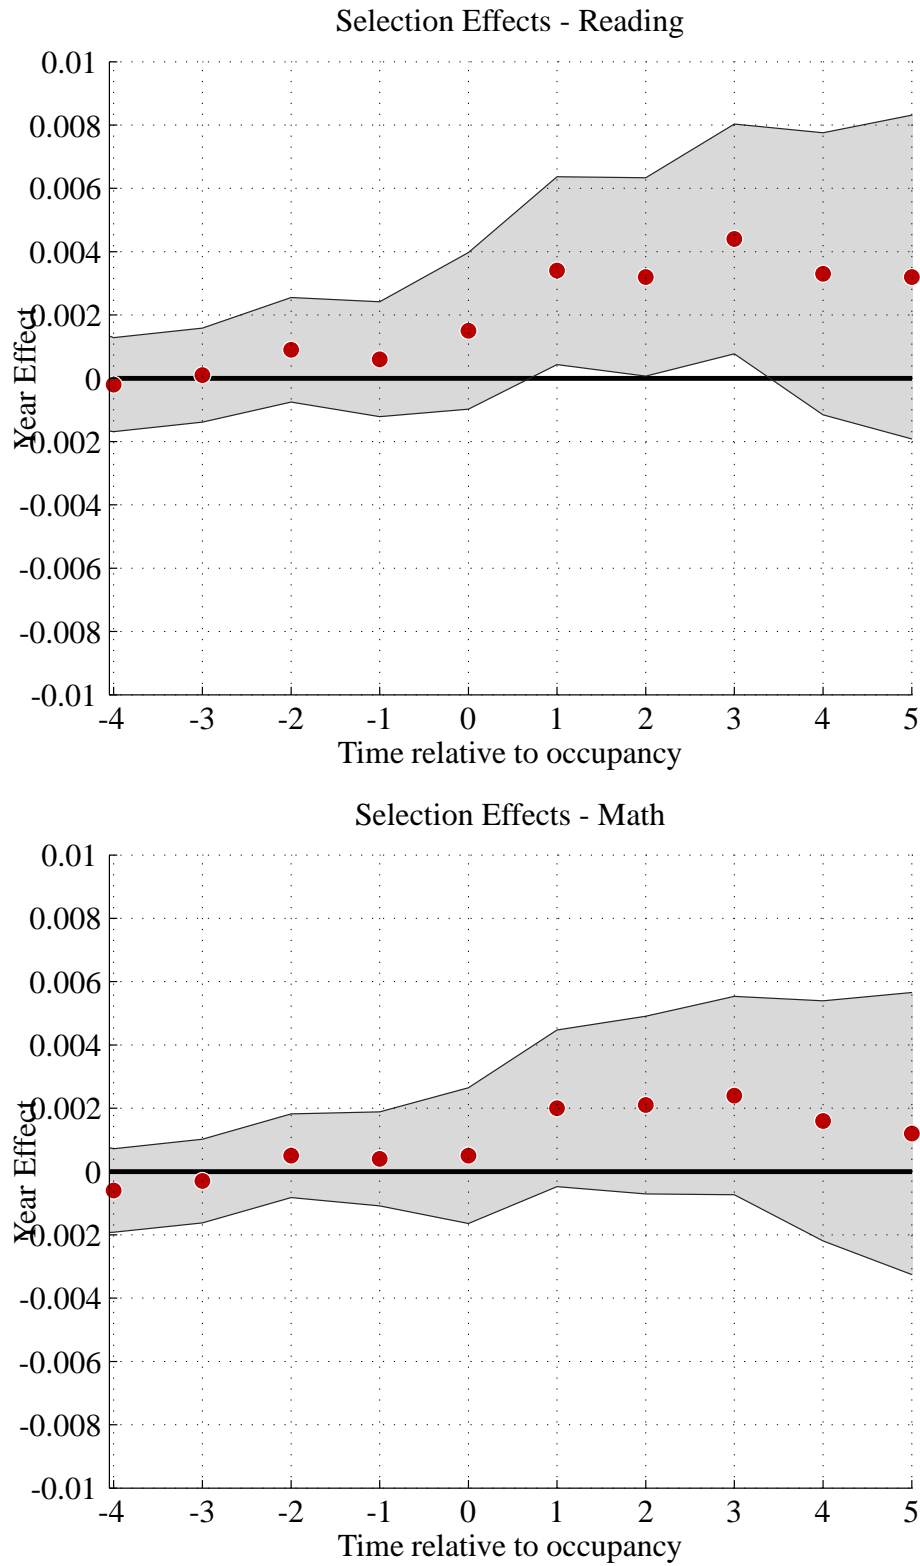 Selection Effects - Reading
0.01
0.008
0.006
0.004
0.002
0
-0.002
-0.004
-0.006
-0.008
-0.01
Year Effect
-4 -3 -2 -1 0 1 2 3 4 5
Time relative to occupancy
Selection Effects - Math
0.01
0.008
0.006
0.004
0.002
0
-0.002
-0.004
-0.006
-0.008
-0.01
Year Effect
-4 -3 -2 -1 0 1 2 3 4 5
Time relative to occupancy